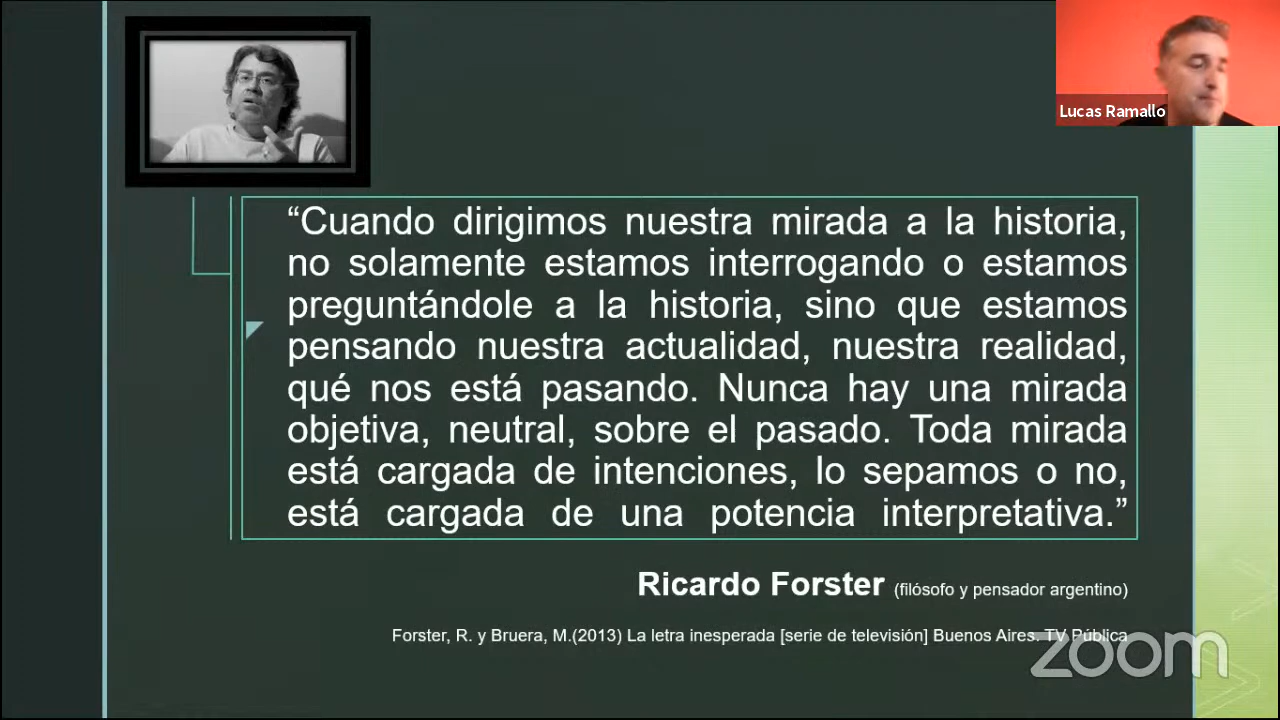 Lucas Ramallo
“Cuando dirigimos nuestra mirada a la historia,
no solamente estamos interrogando o estamos
preguntándole a la historia, sino que estamos
pensando nuestra actualidad, nuestra realidad,
qué nos está pasando. Nunca hay una mirada
objetiva, neutral, sobre el pasado. Toda mirada
está cargada de intenciones, lo sepamos o no,
está cargada de una potencia interpretativa.”
Ricardo Forster (filósofo y pensador argentino)
Forster, R. y Bruera, M.(2013) La letra inesperada [serie de televisión] Buenos Aires. TV Pública
zoom